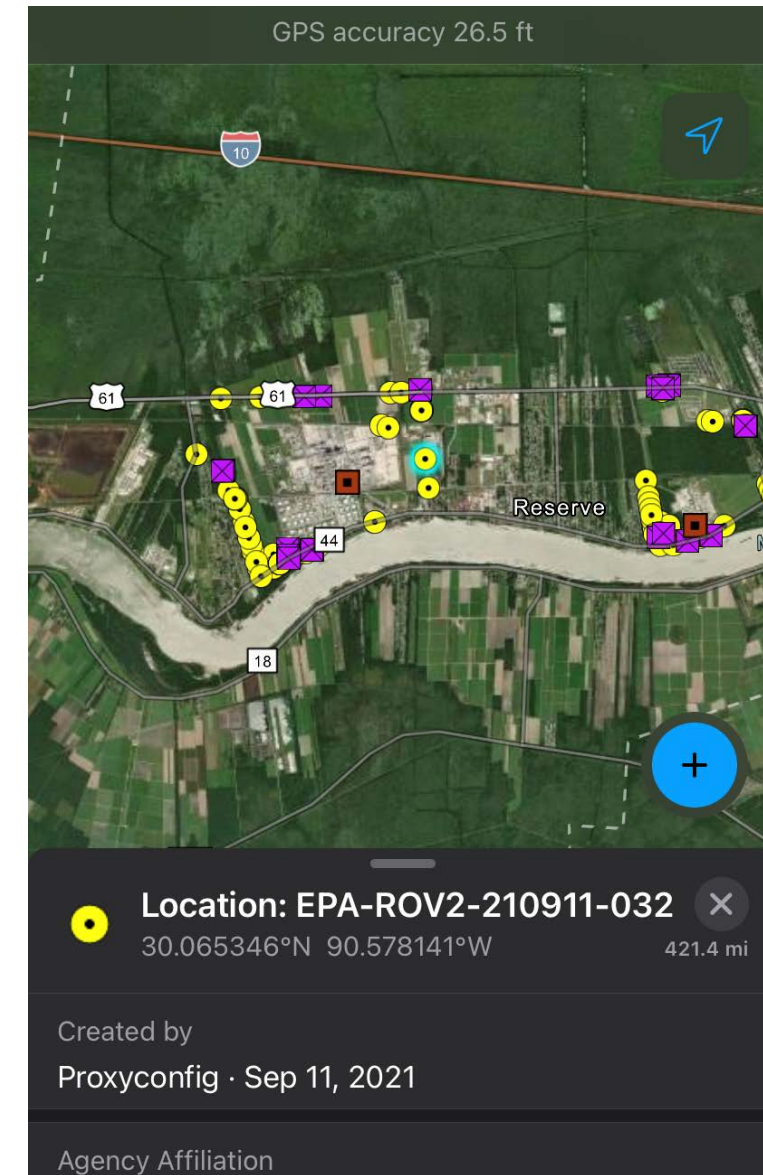 GPS accuracy 26.5 ft
10
61
61
Reserve
44
18
+
Location: EPA-ROV2-210911-032
30.065346°N 90.578141°W
421.4 mi
Created by
Proxyconfig · Sep 11, 2021
Agency Affiliation